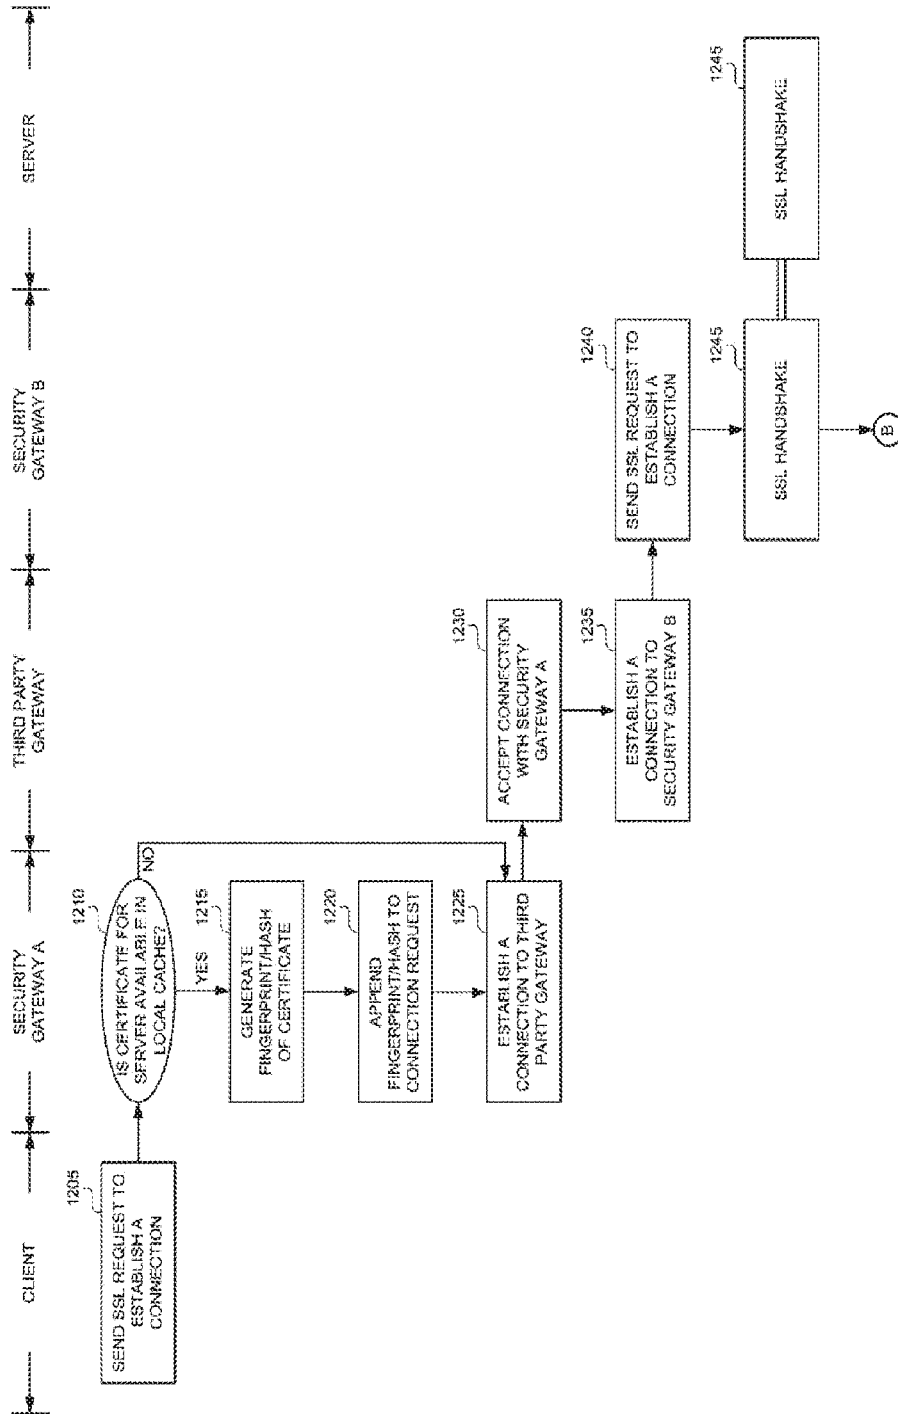 CLIENT
SECURITY
GATEWAY A
THIRD PARTY
GATEWAY
SECURITY
GATEWAY B
SERVER
1205
SEND SSL REQUEST TO
ESTABLISH A
CONNECTION
1210
IS CERTIFICATE FOR
SERVER AVAILABLE IN
LOCAL CACHE?
NO
YES
1215
GENERATE
FINGERPRINT/HASH
OF CERTIFICATE
1220
APPEND
FINGERPRINT/HASH TO
CONNECTION REQUEST
1225
ESTABLISH A
CONNECTION TO THIRD
PARTY GATEWAY
1230
ACCEPT CONNECTION
WITH SECURITY
GATEWAY A
1235
ESTABLISH A
CONNECTION TO
SECURITY GATEWAY B
1240
SEND SSL REQUEST TO
ESTABLISH A
CONNECTION
1245
SSL HANDSHAKE
1245
SSL HANDSHAKE
B